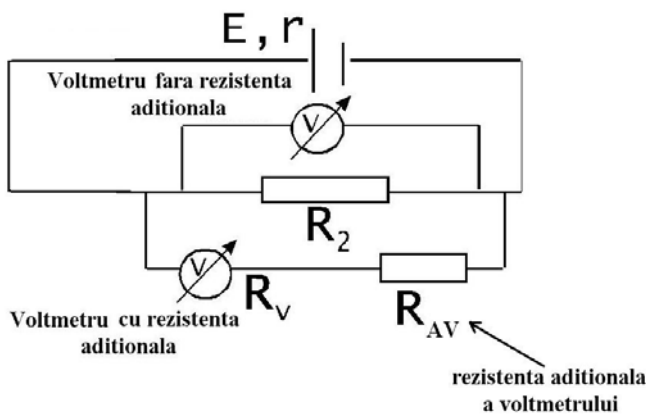 E, r
Voltmetru fara rezistenta
aditionala
V
R2
V
RV
Voltmetru cu rezistenta
aditionala
RAV
rezistenta aditionala
a voltmetrului